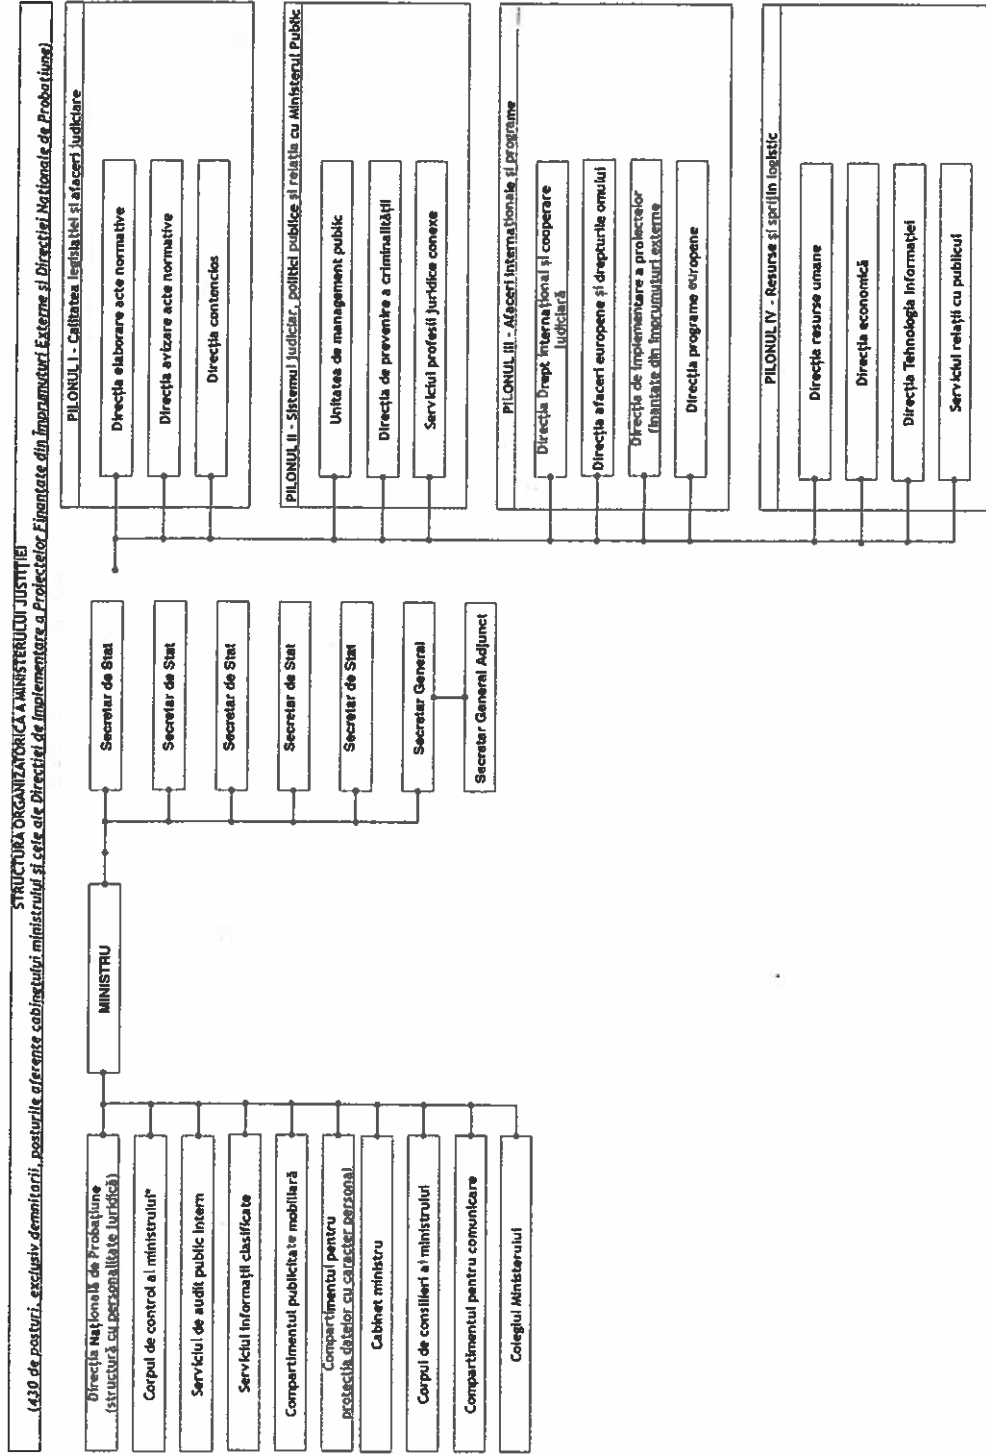 STRUCTURA ORGANIZATORICĂ A MINISTERULUI JUSTIȚIEI
(430 de posturi, exclusiv demnitarii, posturile aferente cabinetului ministrului și cele ale Direcției de Implementare a Proiectelor Finanțate din Împrumuturi Externe și Direcției Naționale de Probațiune)
Direcția Națională de Probațiune
(structură cu personalitate juridică)
Corpul de control al ministrului*
Serviciul de audit public intern
Serviciul informații clasificate
Compartimentul publicitate mobiliară
Compartimentul pentru
protecția datelor cu caracter personal
Cabinet ministru
Corpul de consilieri ai ministrului
Compartimentul pentru comunicare
Colegiul Ministerului
MINISTRU
Secretar de Stat
Secretar de Stat
Secretar de Stat
Secretar de Stat
Secretar de Stat
Secretar General
Secretar General Adjunct
PILONUL I - Calitatea legislației și afaceri judiciare
Direcția elaborare acte normative
Direcția avizare acte normative
Direcția contencios
PILONUL II - Sistemul judiciar, politici publice și relația cu Ministerul Public
Unitatea de management public
Direcția de prevenire a criminalității
Serviciul profesii juridice conexe
PILONUL III - Afaceri internaționale și programe
Direcția Drept internațional și cooperare
judiciară
Direcția afaceri europene și drepturile omului
Direcția de implementare a proiectelor
finanțate din împrumuturi externe
Direcția programe europene
PILONUL IV - Resurse și sprijin logistic
Direcția resurse umane
Direcția economică
Direcția Tehnologia Informației
Serviciul relații cu publicul